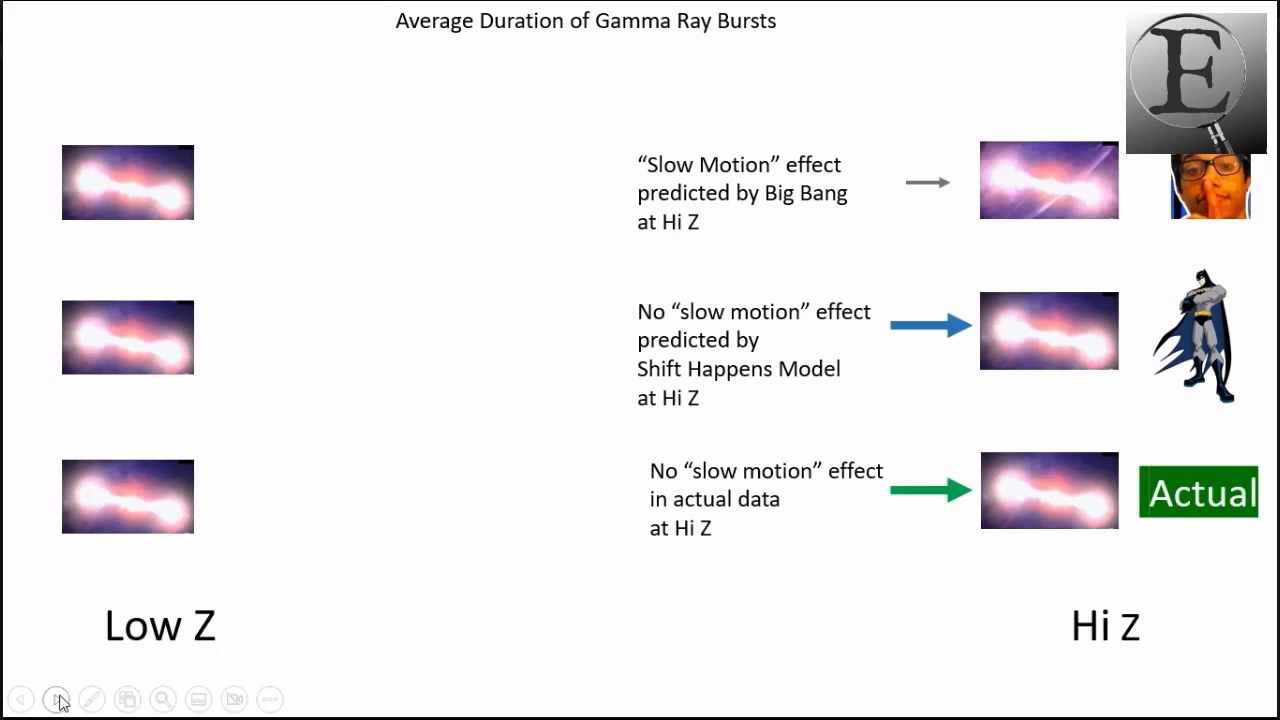 Average Duration of Gamma Ray Bursts
E
“Slow Motion” effect
predicted by Big Bang
at Hi Z
No “slow motion” effect
predicted by
Shift Happens Model
at Hi Z
No “slow motion” effect
in actual data
at Hi Z
Actual
Low Z
Hi z